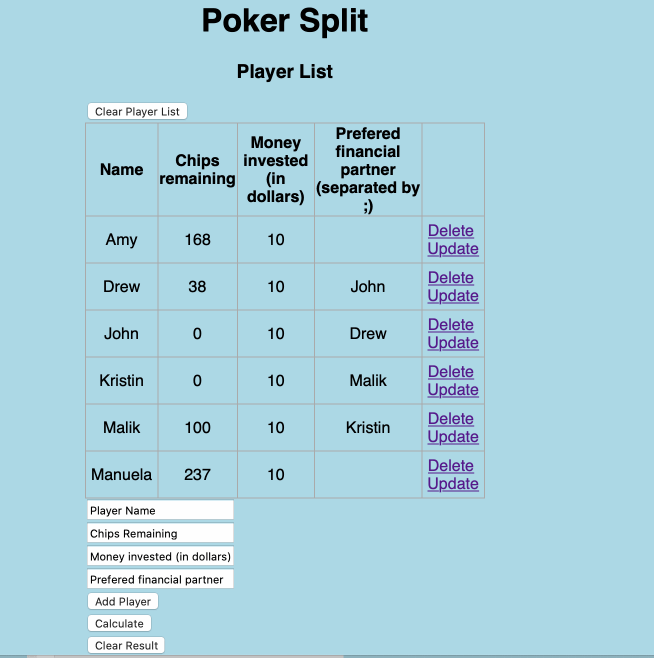 Poker Split
Player List
Clear Player List
Name
Chips
remaining
Money
invested
(in
dollars)
Prefered
financial
partner
(separated by
;)
Amy 168 10 Delete
Update
Drew 38 10 John Delete
Update
John 0 10 Drew Delete
Update
Kristin 0 10 Malik Delete
Update
Malik 100 10 Kristin Delete
Update
Manuela 237 10 Delete
Update
Player Name
Chips Remaining
Money invested (in dollars)
Prefered financial partner
Add Player
Calculate
Clear Result